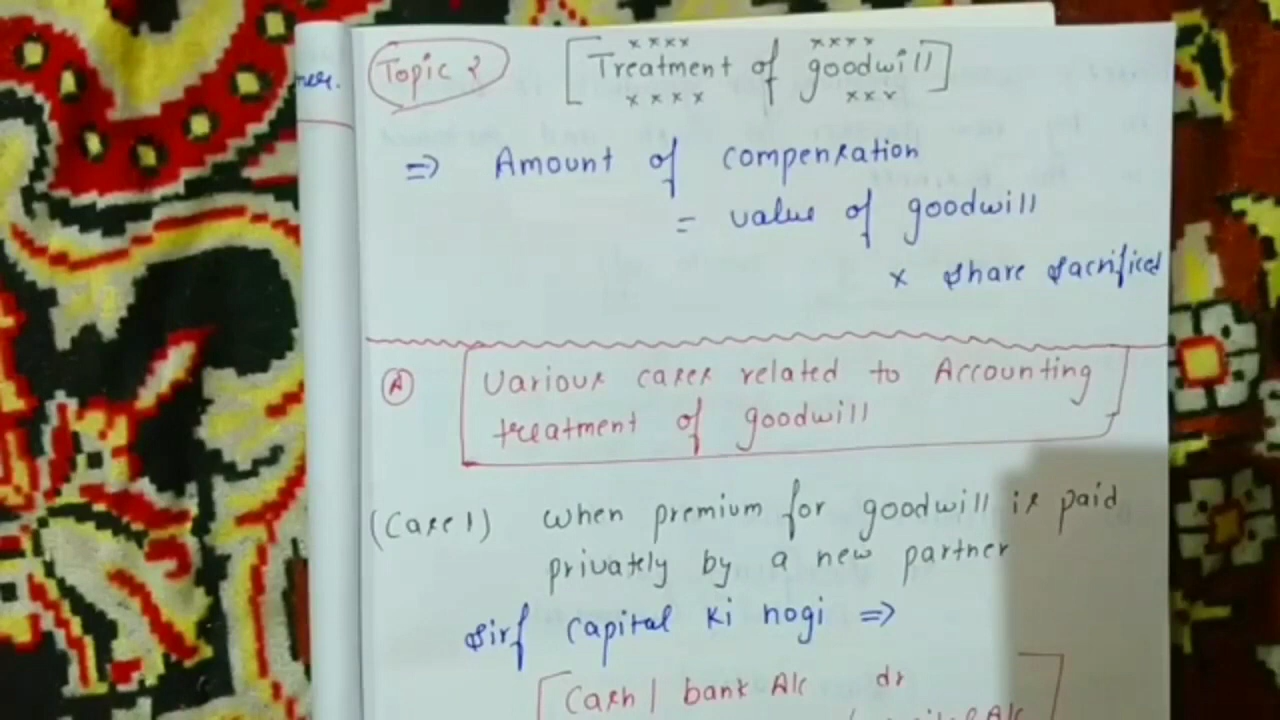 ner.
Topic 2
[Treatment of goodwill]
⇒ Amount of compensation
= value of goodwill
x share sacrificed
(A) Various cases related to Accounting
treatment of goodwill
(Case 1) When premium for goodwill is paid
privately by a new partner
Sirf capital ki hogi ⇒
[Cash / bank A/c dr
A/c